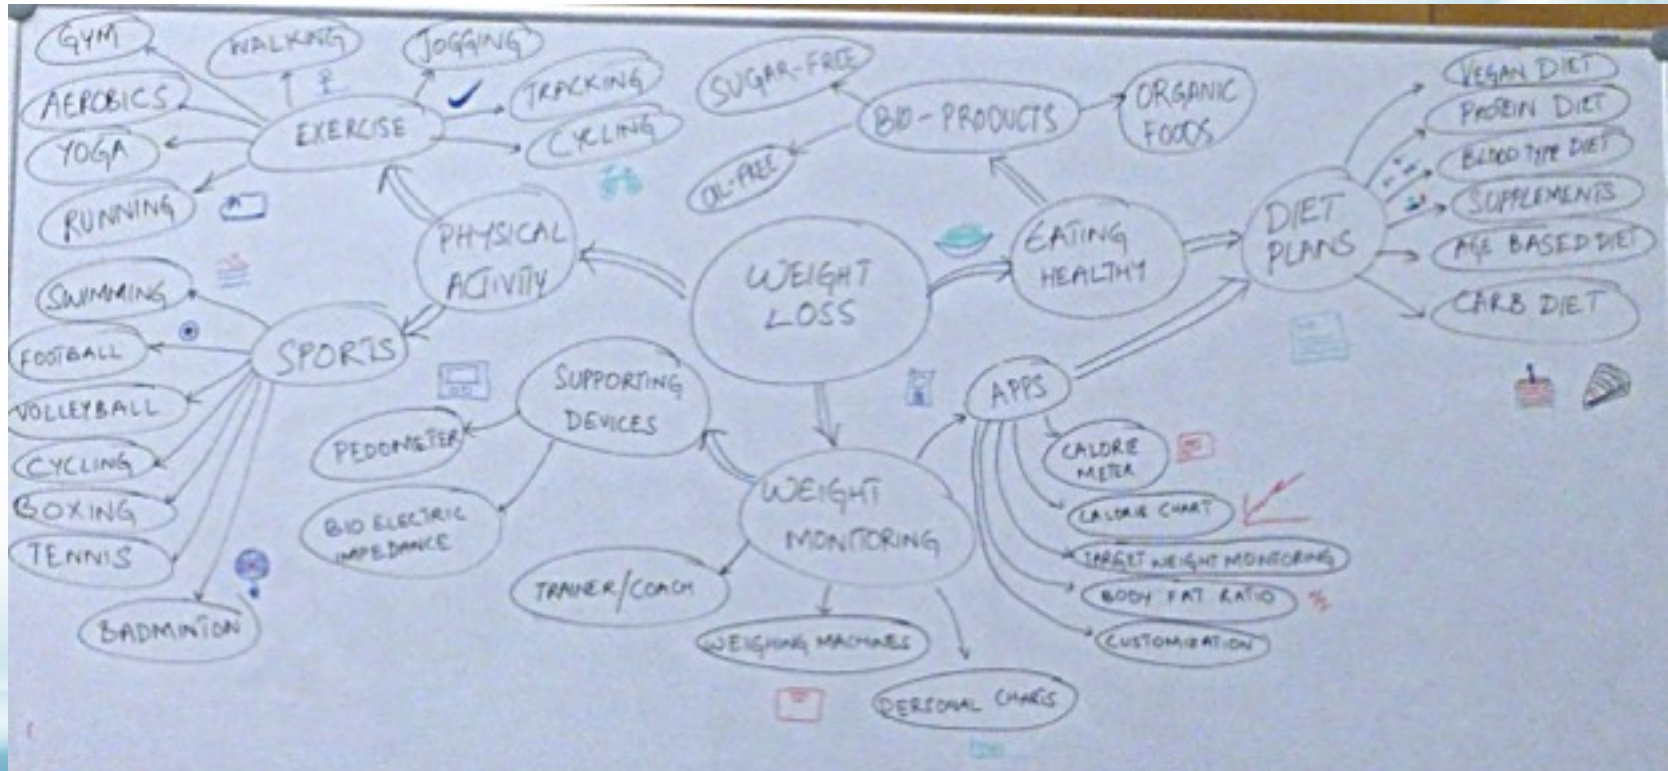 GYM
WALKING
JOGGING
AEROBICS
TRACKING
EXERCISE
CYCLING
YOGA
RUNNING
SUGAR-FREE
BIO-PRODUCTS
ORGANIC
FOODS
OIL-FREE
VEGAN DIET
PROTEIN DIET
BLOOD TYPE DIET
SUPPLEMENTS
AGE BASED DIET
CARB DIET
DIET
PLANS
EATING
HEALTHY
PHYSICAL
ACTIVITY
WEIGHT
LOSS
SWIMMING
FOOTBALL
SPORTS
VOLLEYBALL
CYCLING
BOXING
TENNIS
BADMINTON
SUPPORTING
DEVICES
PEDOMETER
BIO ELECTRIC
IMPEDANCE
APPS
CALORIE
METER
CALORIE CHART
TARGET WEIGHT MONITORING
BODY FAT RATIO
CUSTOMIZATION
WEIGHT
MONITORING
TRAINER/COACH
WEIGHING MACHINES
PERSONAL CHARTS